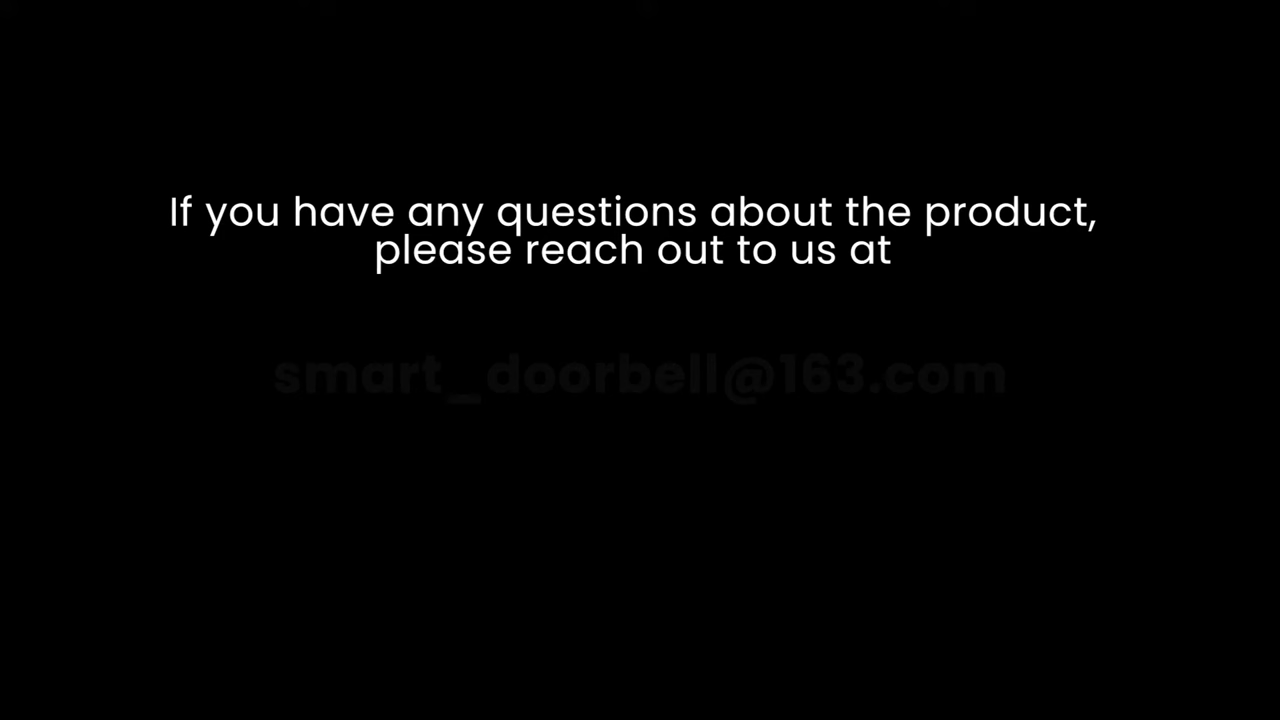 If you have any questions about the product,
please reach out to us at
smart_doorbell@163.com